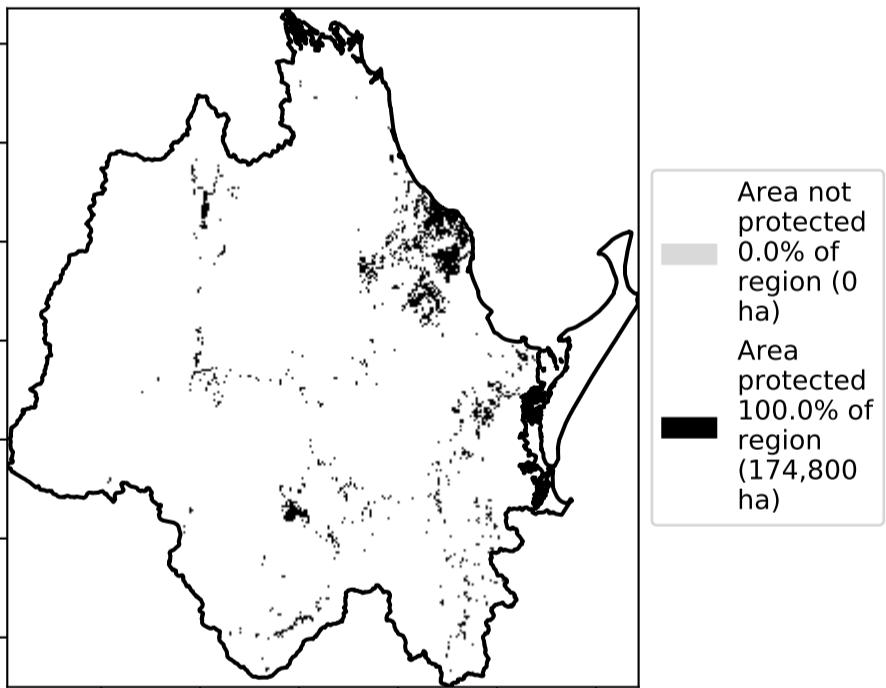 Area not
protected
0.0% of
region (0
ha)
Area
protected
100.0% of
region
(174,800
ha)